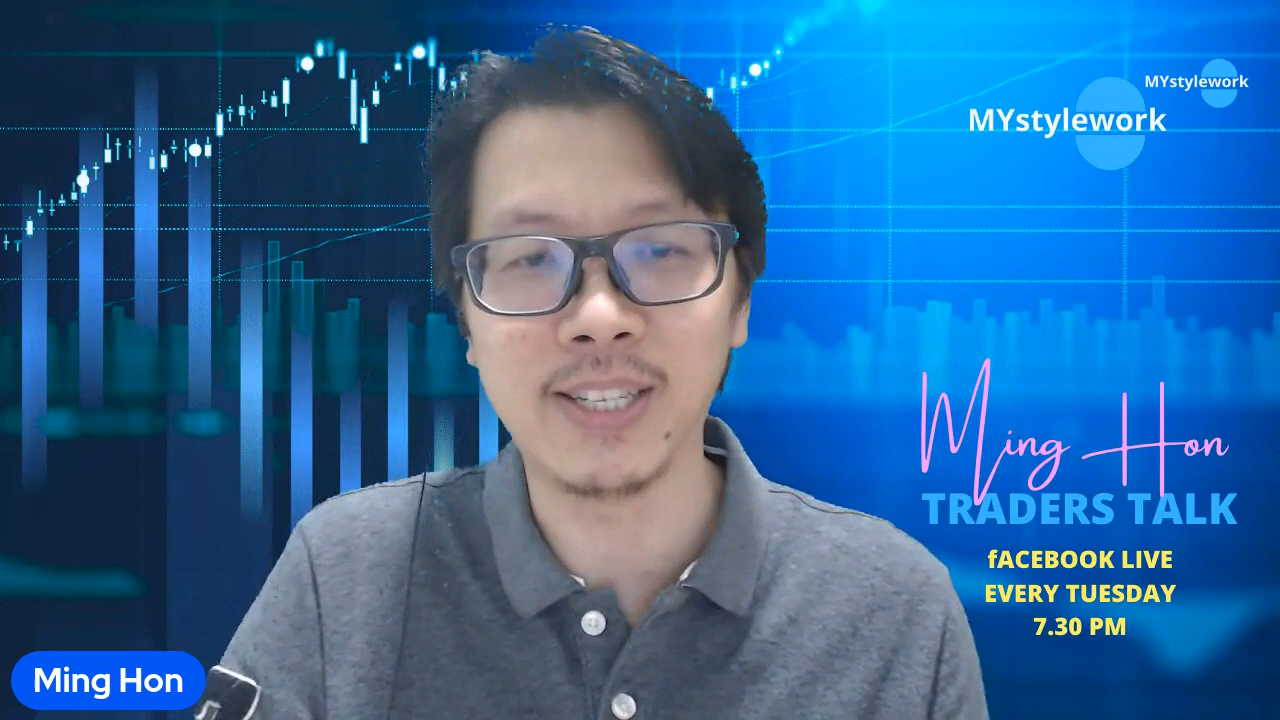 MYstylework
MYstylework
Ming Hon
TRADERS TALK
fACEBOOK LIVE
EVERY TUESDAY
7.30 PM
Ming Hon